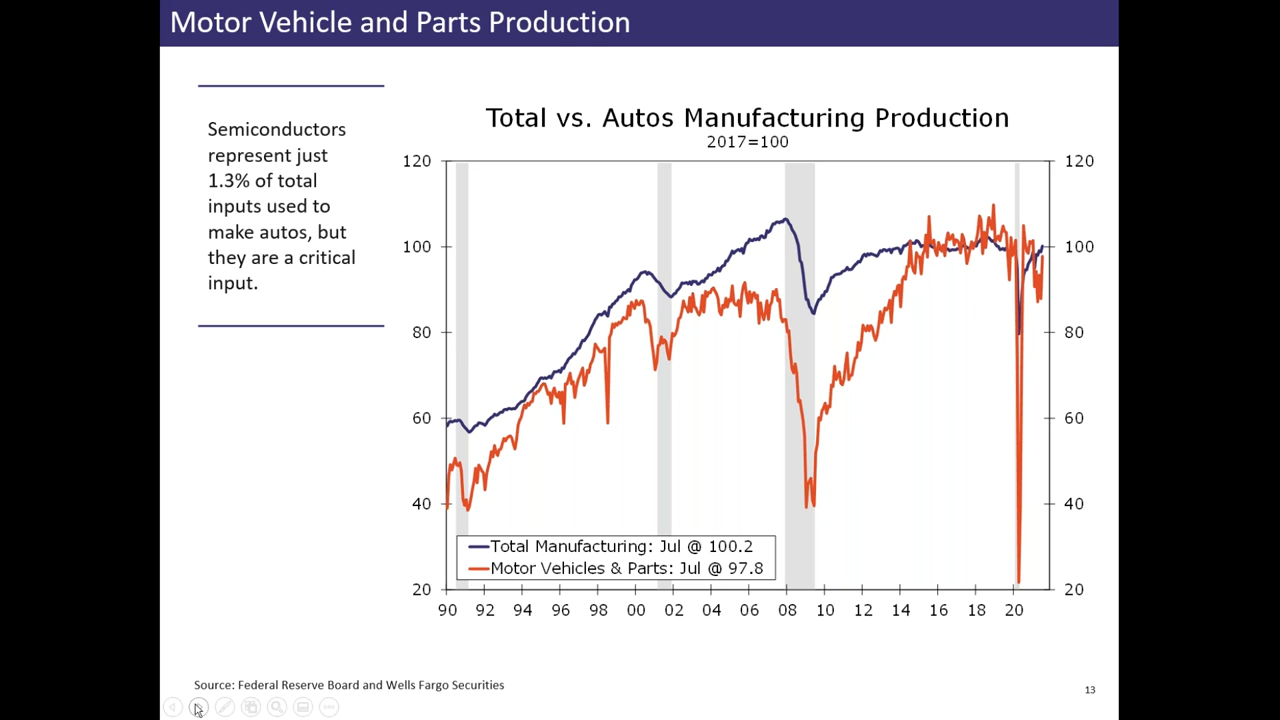 Motor Vehicle and Parts Production
Semiconductors
represent just
1.3% of total
inputs used to
make autos, but
they are a critical
input.
Total vs. Autos Manufacturing Production
2017=100
120 120
100 100
80 80
60 60
40 40
20 20
Total Manufacturing: Jul @ 100.2
Motor Vehicles & Parts: Jul @ 97.8
90 92 94 96 98 00 02 04 06 08 10 12 14 16 18 20
Source: Federal Reserve Board and Wells Fargo Securities
13